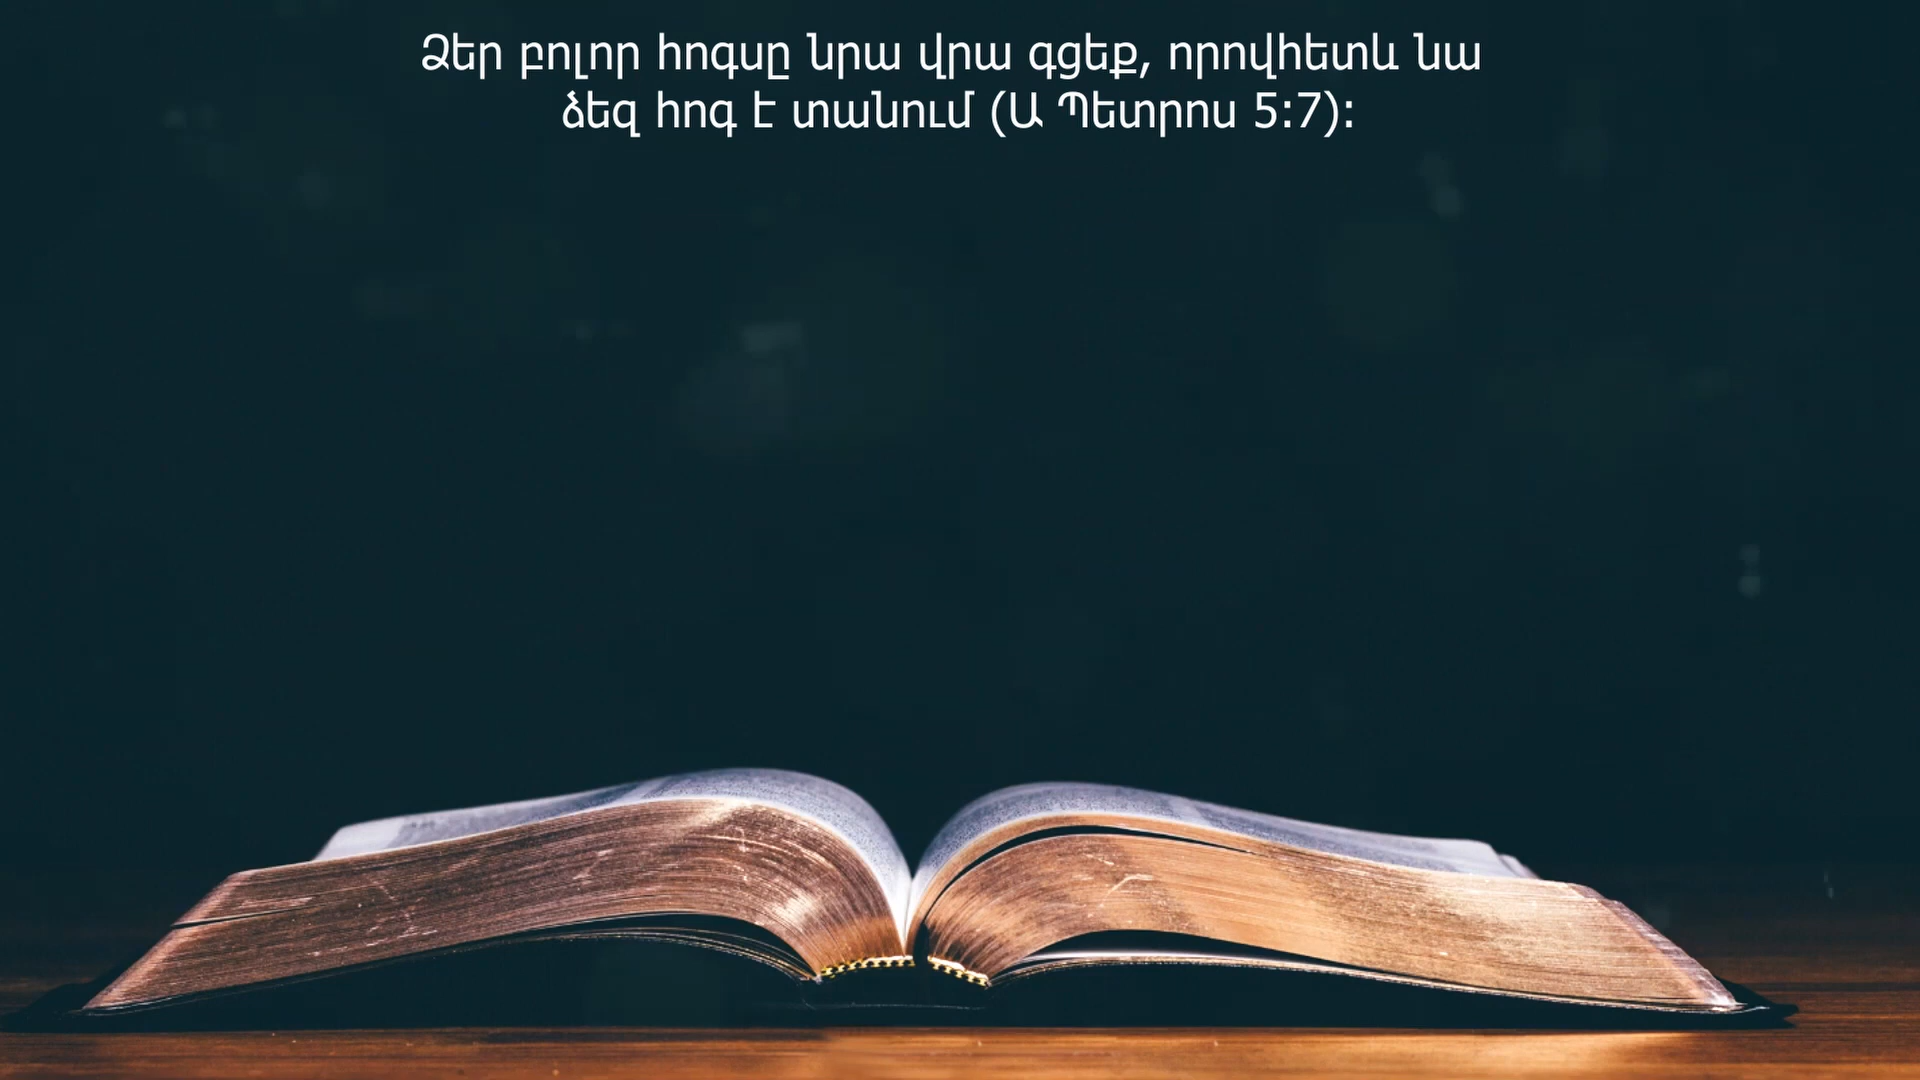 Ձեր բոլոր հոգսը նրա վրա գցեք, որովհետև նա
ձեզ հոգ է տանում (Ա Պետրոս 5:7):